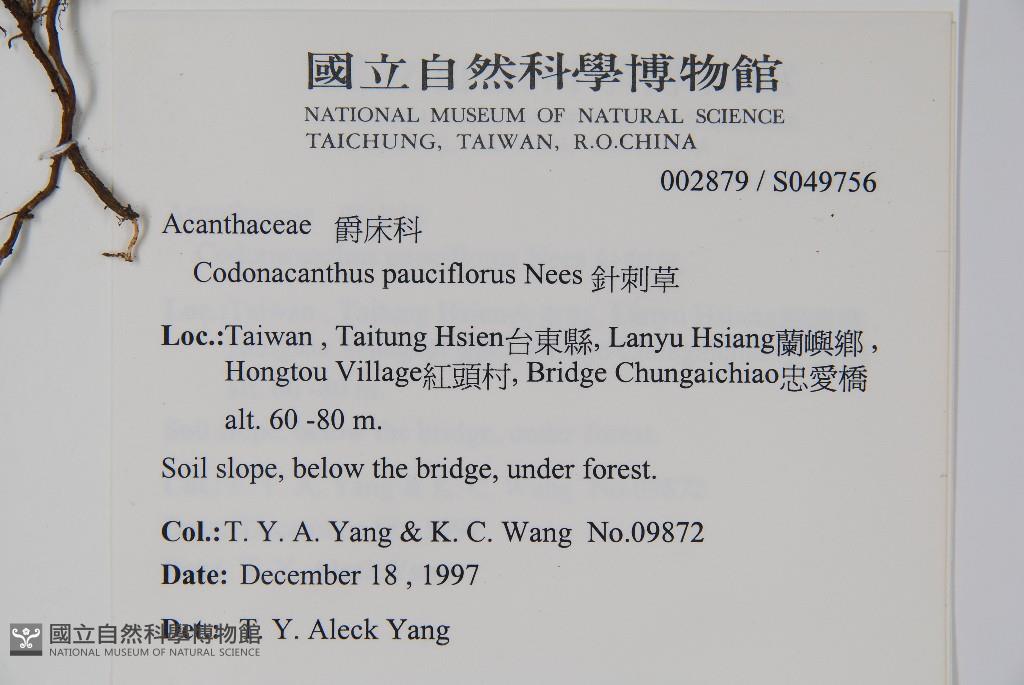 國立自然科學博物館
NATIONAL MUSEUM OF NATURAL SCIENCE
TAICHUNG, TAIWAN, R.O.CHINA
002879 / S049756
Acanthaceae 爵床科
Codonacanthus pauciflorus Nees 針刺草
Loc.:Taiwan , Taitung Hsien台東縣, Lanyu Hsiang蘭嶼鄉 ,
Hongtou Village紅頭村, Bridge Chungaichiao忠愛橋
alt. 60 -80 m.
Soil slope, below the bridge, under forest.
Col.:T. Y. A. Yang & K. C. Wang No.09872
Date: December 18 , 1997
Det.: T. Y. Aleck Yang
國立自然科學博物館
NATIONAL MUSEUM OF NATURAL SCIENCE